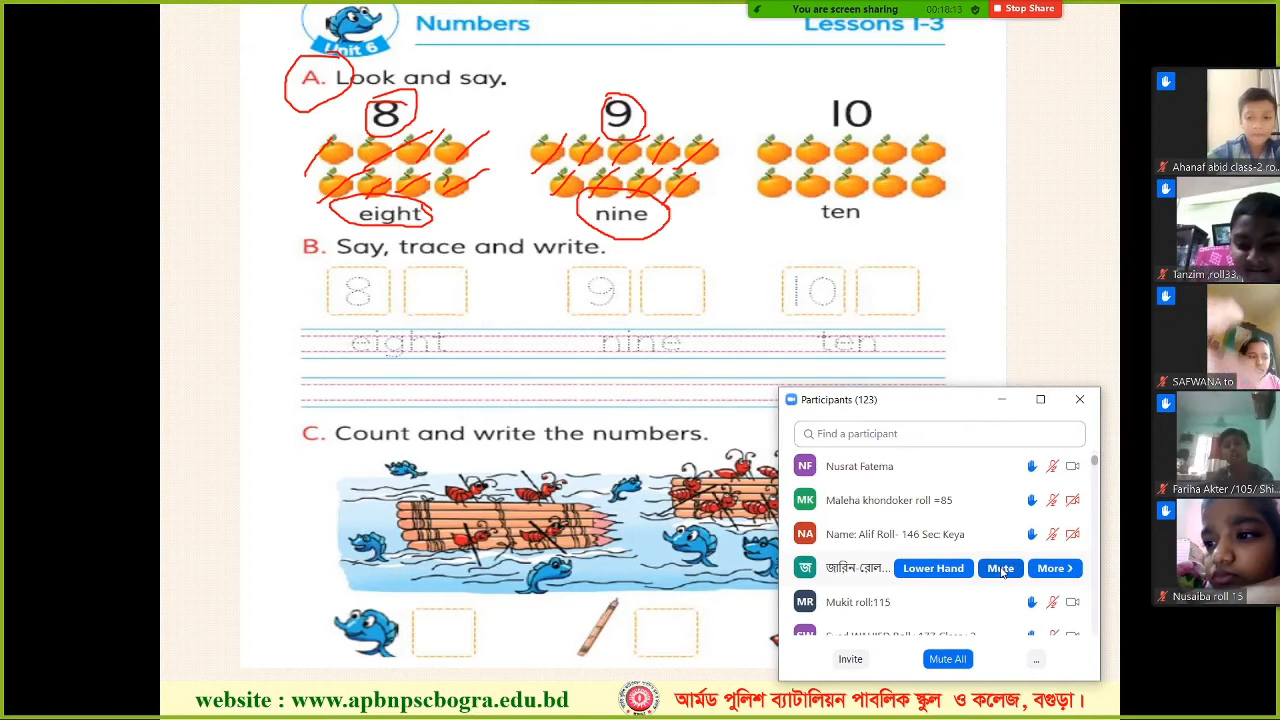 You are screen sharing 00:18:13 Stop Share
Numbers Lessons 1-3
Unit 6
A. Look and say.
8 9 10
eight nine ten
B. Say, trace and write.
8 9 10
eight nine ten
C. Count and write the numbers.
Participants (123)
Find a participant
NF Nusrat Fatema
MK Maleha khondoker roll =85
NA Name: Alif Roll- 146 Sec: Keya
জ জারিন-রোল... Lower Hand Mute More
MR Mukit roll:115
Invite Mute All ...
Ahanaf abid class-2 ro...
Tanzim ,roll33.
SAFWANA to
Fariha Akter /105/ Shi...
Nusaiba roll 15
website : www.apbnpscbogra.edu.bd আর্মড পুলিশ ব্যাটালিয়ন পাবলিক স্কুল ও কলেজ, বগুড়া।